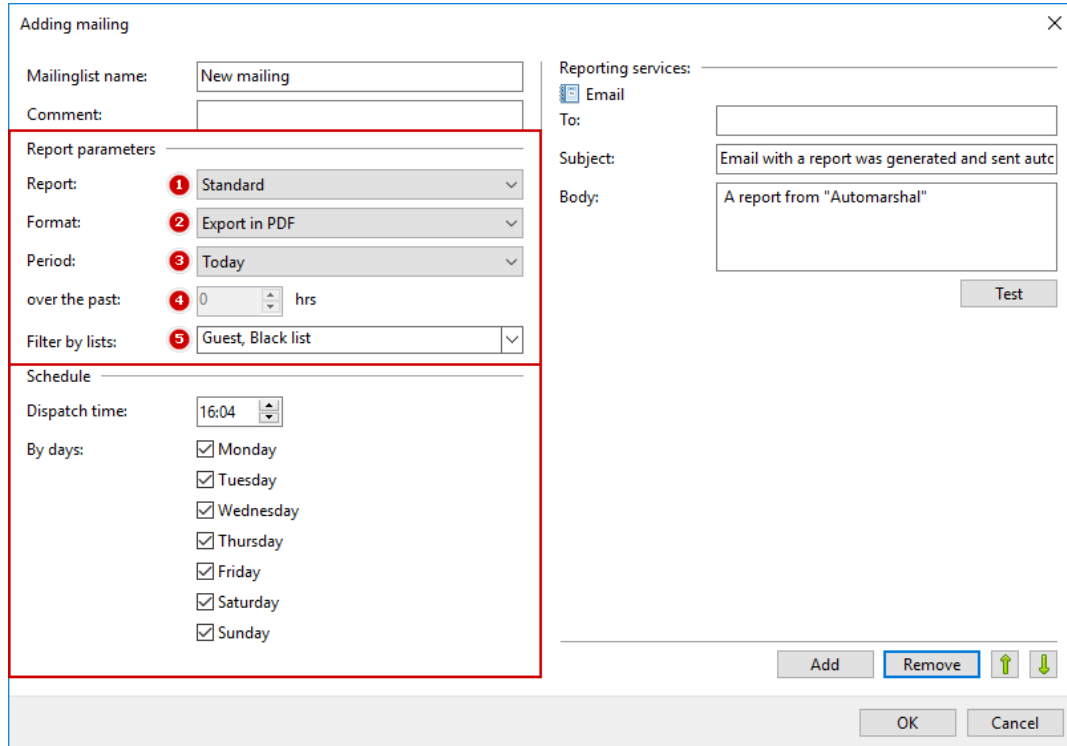 Adding mailing
Mailinglist name: New mailing
Comment:
Report parameters
Report: 1 Standard
Format: 2 Export in PDF
Period: 3 Today
over the past: 4 0 hrs
Filter by lists: 5 Guest, Black list
Schedule
Dispatch time: 16:04
By days: Monday
Tuesday
Wednesday
Thursday
Friday
Saturday
Sunday
Reporting services:
Email
To:
Subject: Email with a report was generated and sent autc
Body: A report from "Automarshal"
Test
Add Remove
OK Cancel